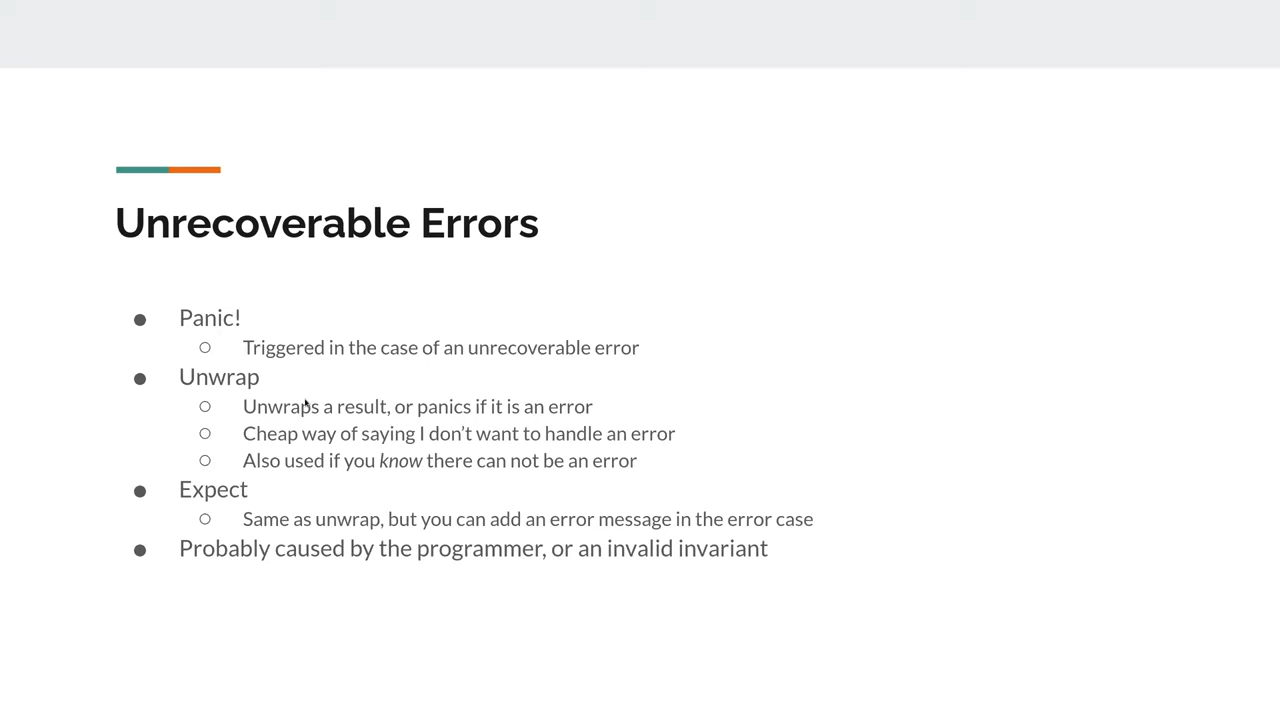 Unrecoverable Errors
● Panic!
○ Triggered in the case of an unrecoverable error
● Unwrap
○ Unwraps a result, or panics if it is an error
○ Cheap way of saying I don’t want to handle an error
○ Also used if you know there can not be an error
● Expect
○ Same as unwrap, but you can add an error message in the error case
● Probably caused by the programmer, or an invalid invariant